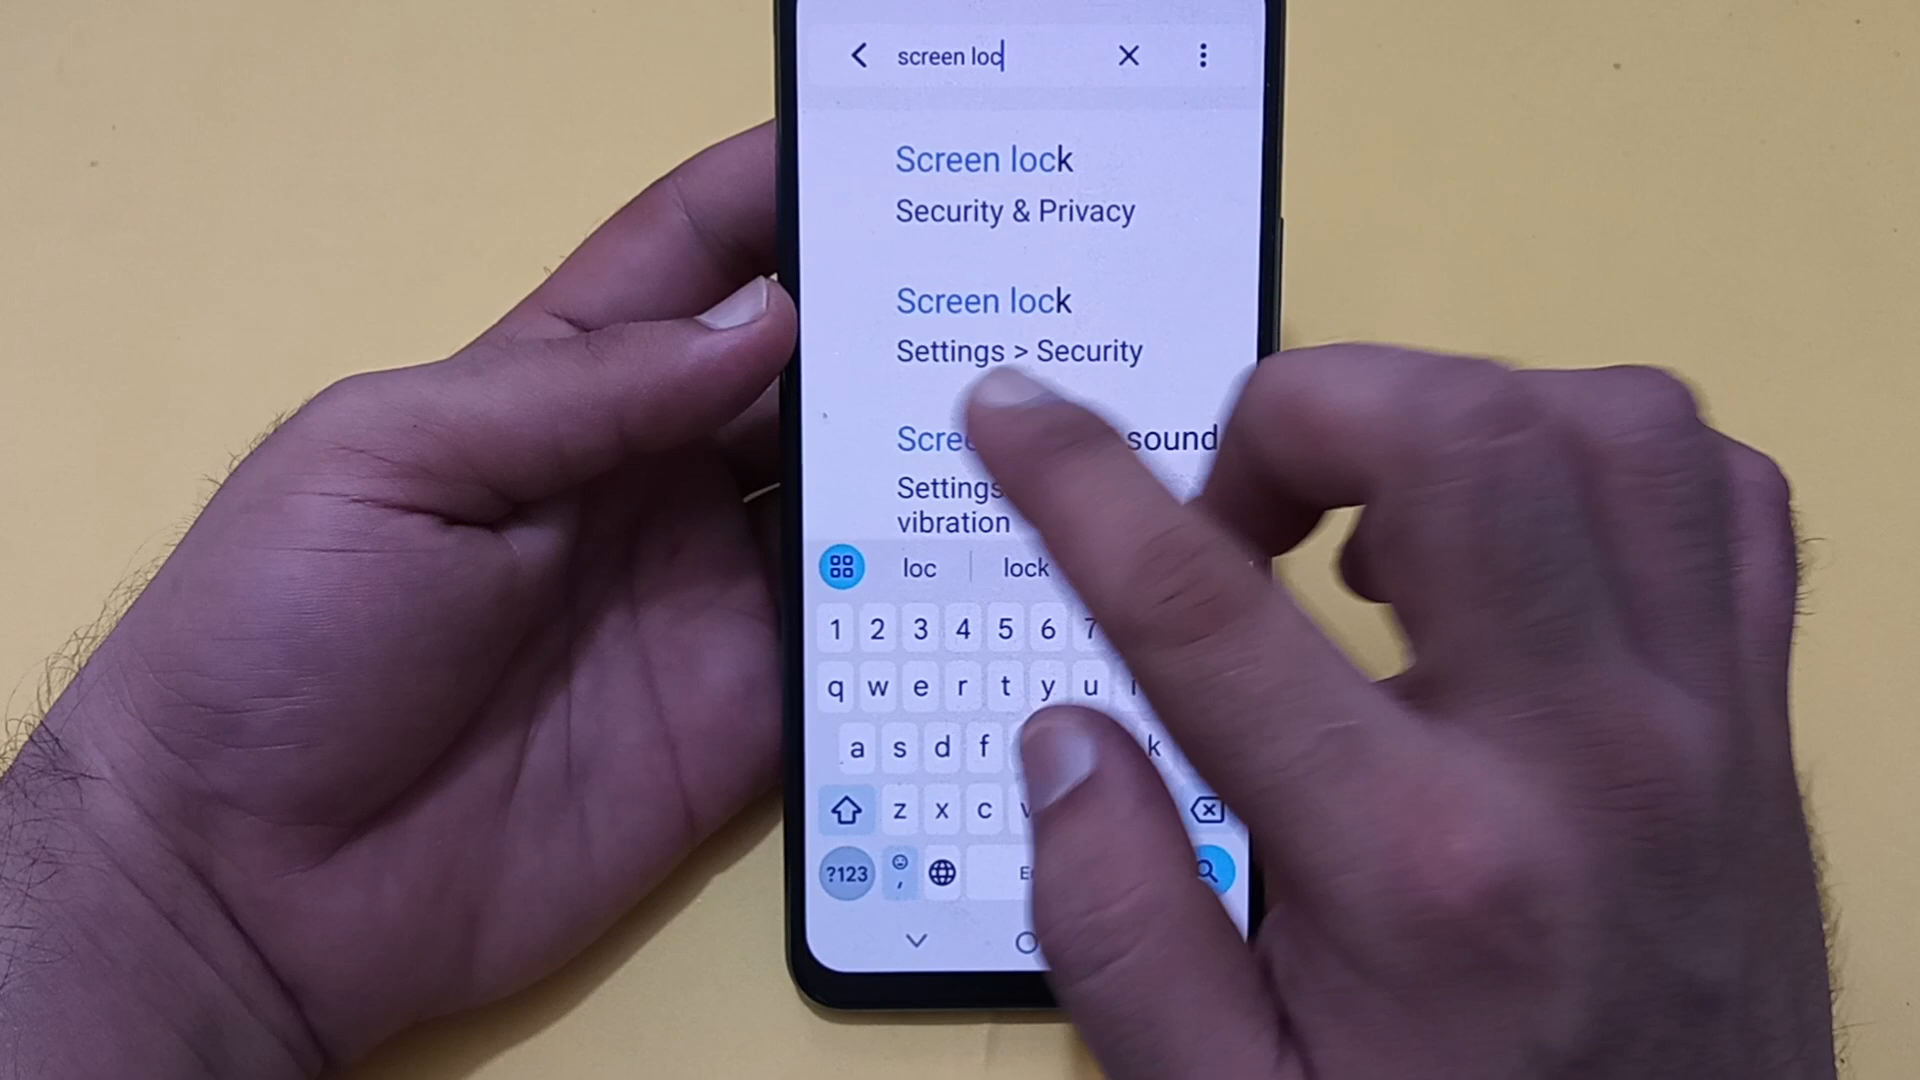 screen loc
Screen lock
Security & Privacy
Screen lock
Settings > Security
sound
Settings
vibration
loc lock
1 2 3 4 5 6 7
q w e r t y u i
a s d f k
z x c v
?123 ,